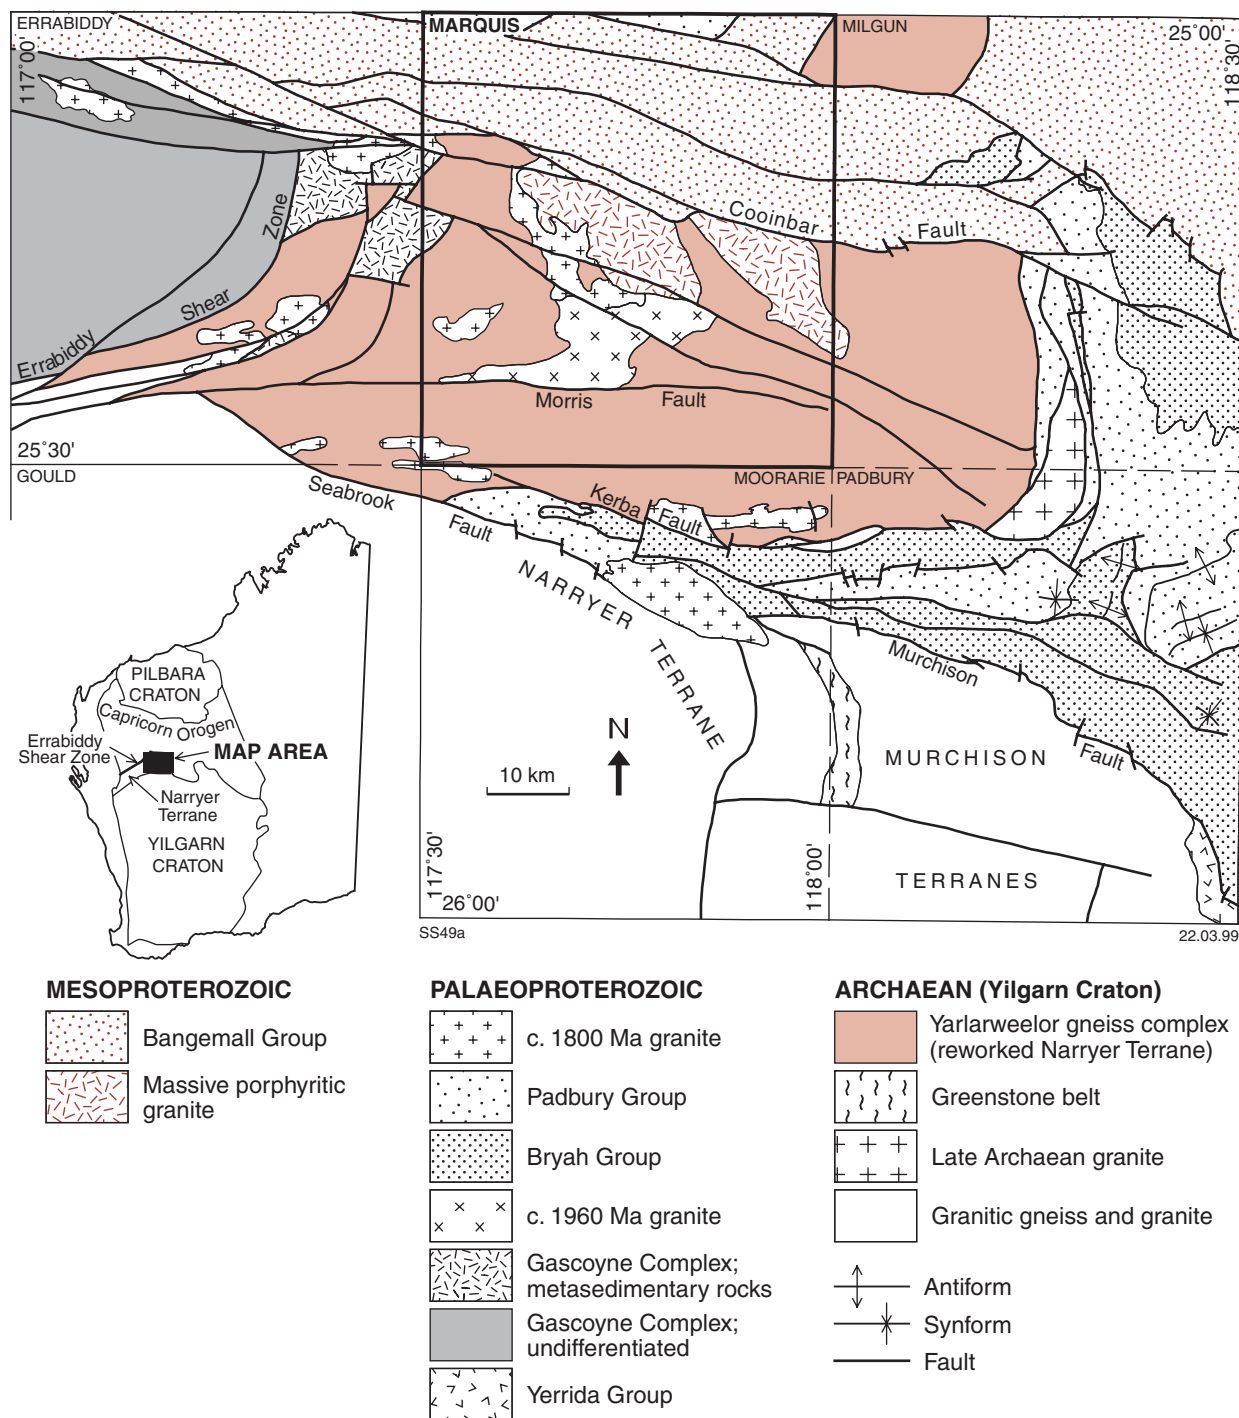 ERRABIDDY
MARQUIS
MILGUN
25°00'
117°00'
118°30'
Cooinbar
Fault
Zone
Shear
Errabiddy
Morris
Fault
25°30'
GOULD
MOORARIE
PADBURY
Seabrook
Fault
Kerba
Fault
NARRYER
TERRANE
Murchison
Fault
PILBARA
CRATON
Capricorn Orogen
Errabiddy
Shear Zone
MAP AREA
Narryer
Terrane
YILGARN
CRATON
N
10 km
MURCHISON
TERRANES
117°30'
118°00'
26°00'
SS49a
22.03.99
MESOPROTEROZOIC
Bangemall Group
Massive porphyritic
granite
PALAEOPROTEROZOIC
c. 1800 Ma granite
Padbury Group
Bryah Group
c. 1960 Ma granite
Gascoyne Complex;
metasedimentary rocks
Gascoyne Complex;
undifferentiated
Yerrida Group
ARCHAEAN (Yilgarn Craton)
Yarlarweelor gneiss complex
(reworked Narryer Terrane)
Greenstone belt
Late Archaean granite
Granitic gneiss and granite
Antiform
Synform
Fault